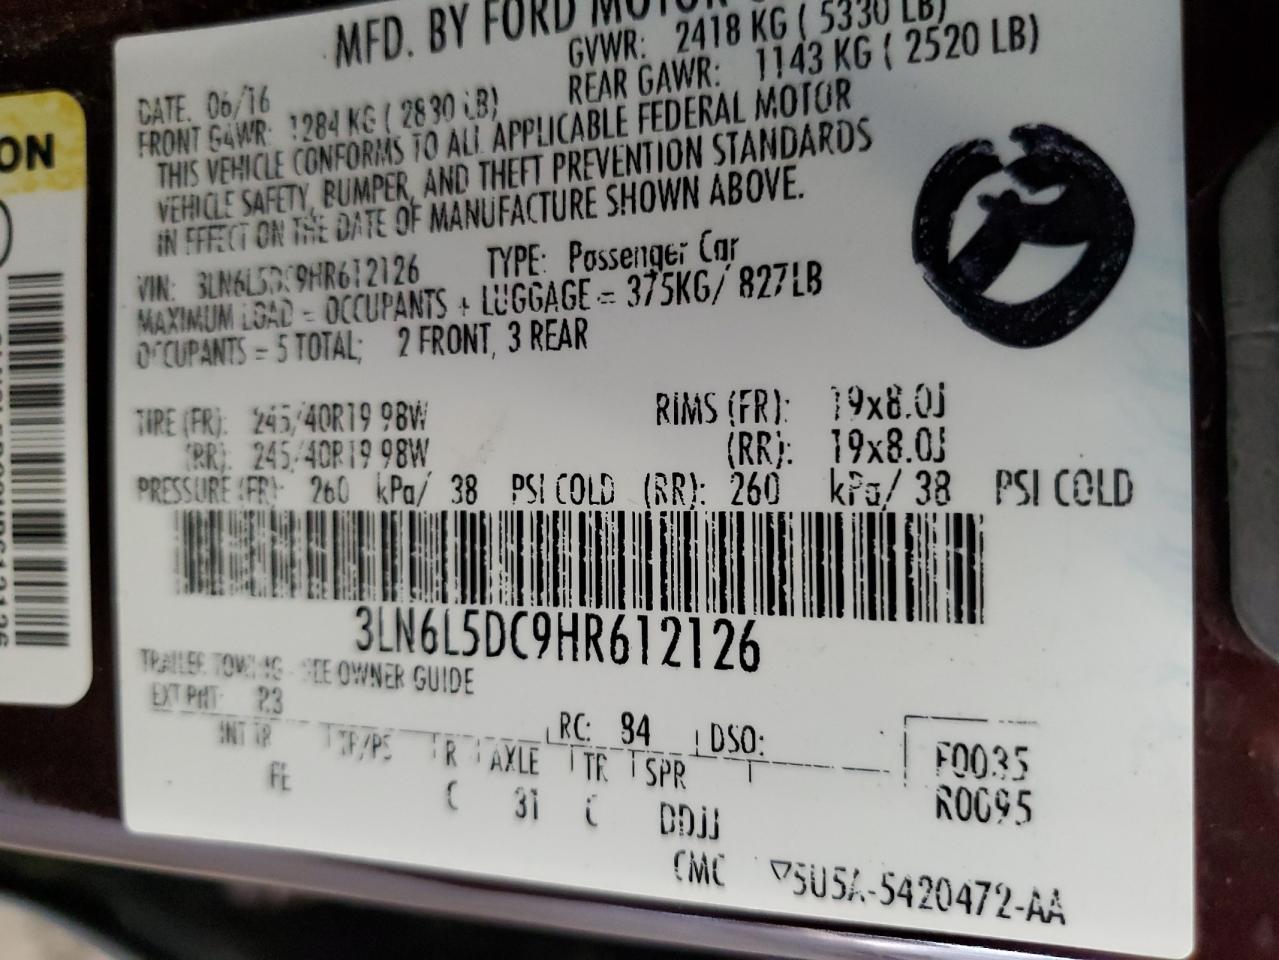 MFD. BY FORD MOTOR
DATE. 06/16 GVWR: 2418 KG ( 5330 LB)
FRONT GAWR: 1284 KG ( 2830 LB) REAR GAWR: 1143 KG ( 2520 LB)
THIS VEHICLE CONFORMS TO ALL APPLICABLE FEDERAL MOTOR
VEHICLE SAFETY, BUMPER, AND THEFT PREVENTION STANDARDS
IN EFFECT ON THE DATE OF MANUFACTURE SHOWN ABOVE.
VIN: 3LN6L5DC9HR612126 TYPE: Passenger Car
MAXIMUM LOAD = OCCUPANTS + LUGGAGE = 375KG/ 827LB
OCCUPANTS = 5 TOTAL; 2 FRONT, 3 REAR
TIRE (FR): 245/40R19 98W RIMS (FR): 19x8.0J
(RR): 245/40R19 98W (RR): 19x8.0J
PRESSURE (FR): 260 kPa/ 38 PSI COLD (RR): 260 kPa/ 38 PSI COLD
3LN6L5DC9HR612126
TRAILER TOWING - SEE OWNER GUIDE
EXT PNT: RC: 94 DSO: F0035
INT TR TP/PS R AXLE TR SPR R0095
FE C 31 C DDJJ
CMC ▽5U5A-5420472-AA
ON